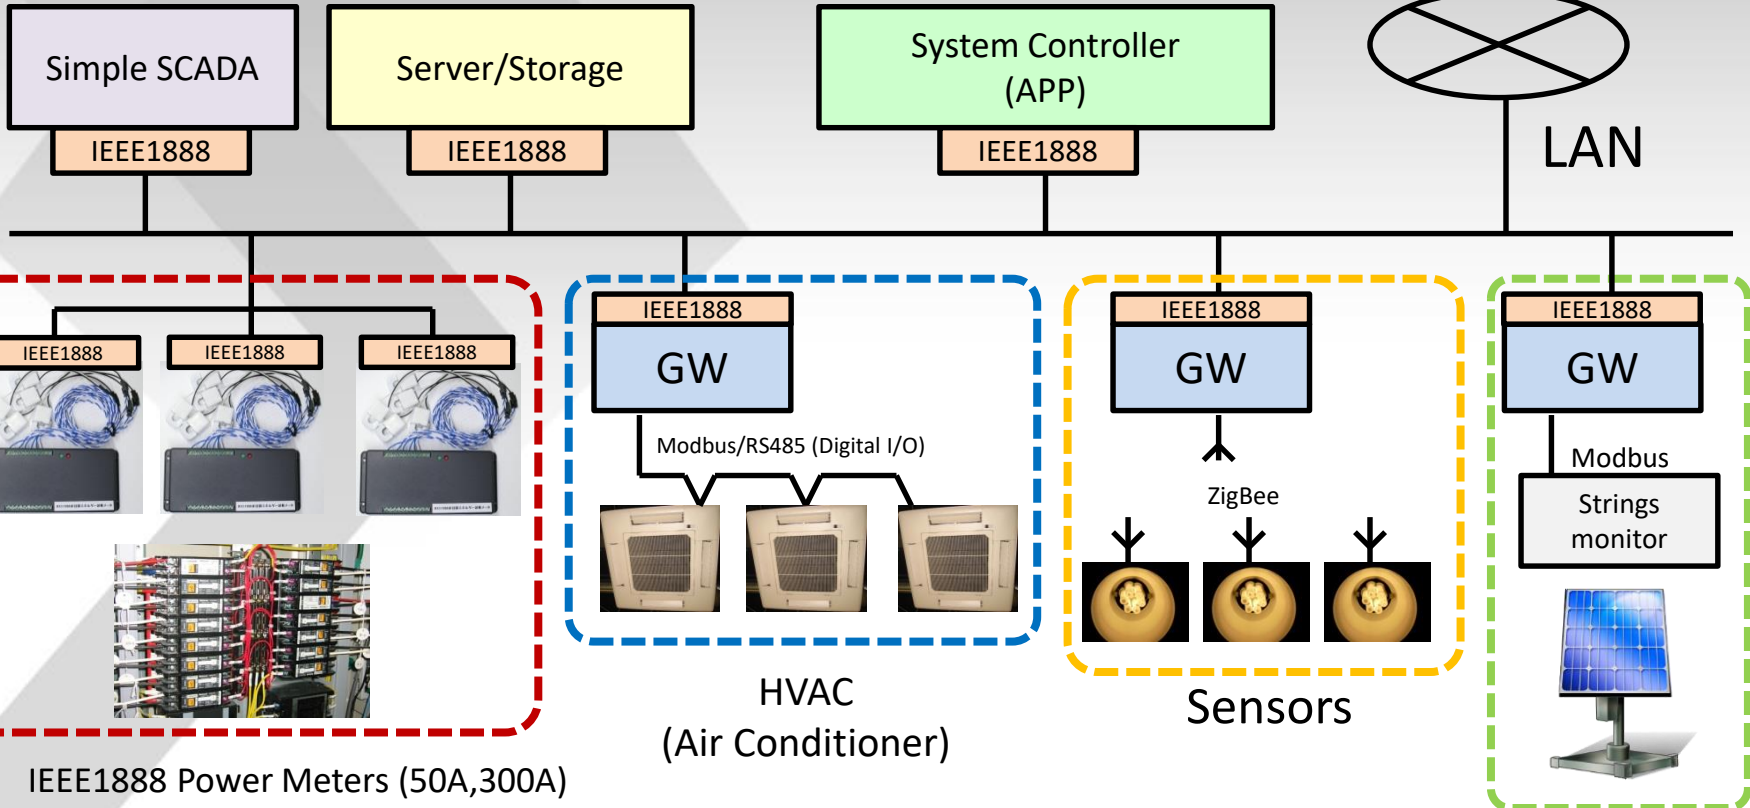 Simple SCADA
Server/Storage
System Controller
(APP)
IEEE1888
IEEE1888
IEEE1888
LAN
IEEE1888
IEEE1888
IEEE1888
IEEE1888
GW
Modbus/RS485 (Digital I/O)
IEEE1888
GW
ZigBee
IEEE1888
GW
Modbus
Strings
monitor
HVAC
(Air Conditioner)
Sensors
IEEE1888 Power Meters (50A,300A)